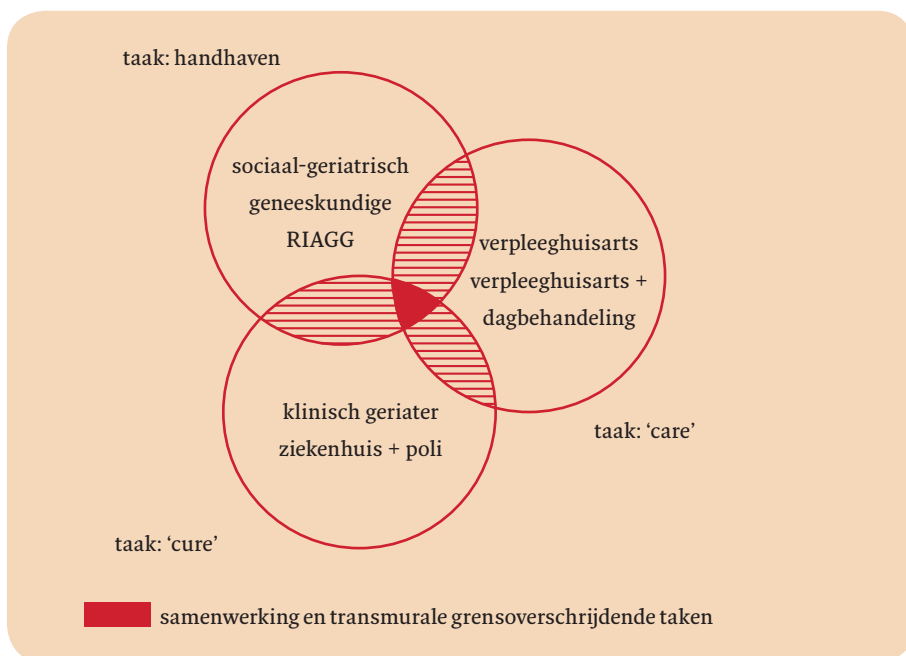 taak: handhaven
sociaal-geriatrisch
geneeskundige
RIAGG
verpleeghuisarts
verpleeghuisarts +
dagbehandeling
klinisch geriater
ziekenhuis + poli
taak: ‘care’
taak: ‘cure’
samenwerking en transmurale grensoverschrijdende taken